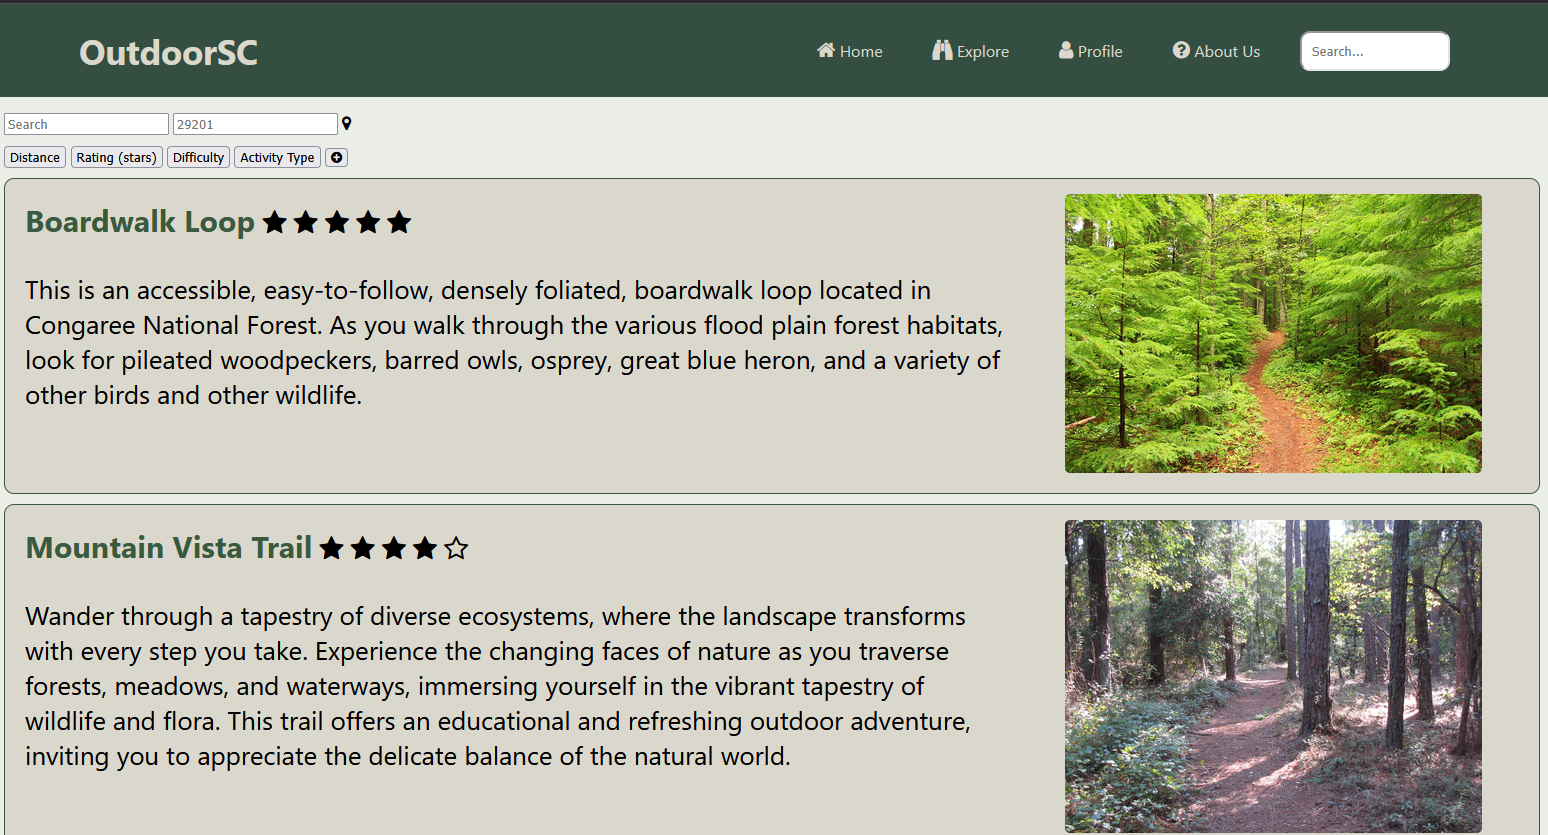 OutdoorSC
Home Explore Profile About Us Search...
Search 29201
Distance Rating (stars) Difficulty Activity Type
Boardwalk Loop
This is an accessible, easy-to-follow, densely foliated, boardwalk loop located in
Congaree National Forest. As you walk through the various flood plain forest habitats,
look for pileated woodpeckers, barred owls, osprey, great blue heron, and a variety of
other birds and other wildlife.
Mountain Vista Trail
Wander through a tapestry of diverse ecosystems, where the landscape transforms
with every step you take. Experience the changing faces of nature as you traverse
forests, meadows, and waterways, immersing yourself in the vibrant tapestry of
wildlife and flora. This trail offers an educational and refreshing outdoor adventure,
inviting you to appreciate the delicate balance of the natural world.